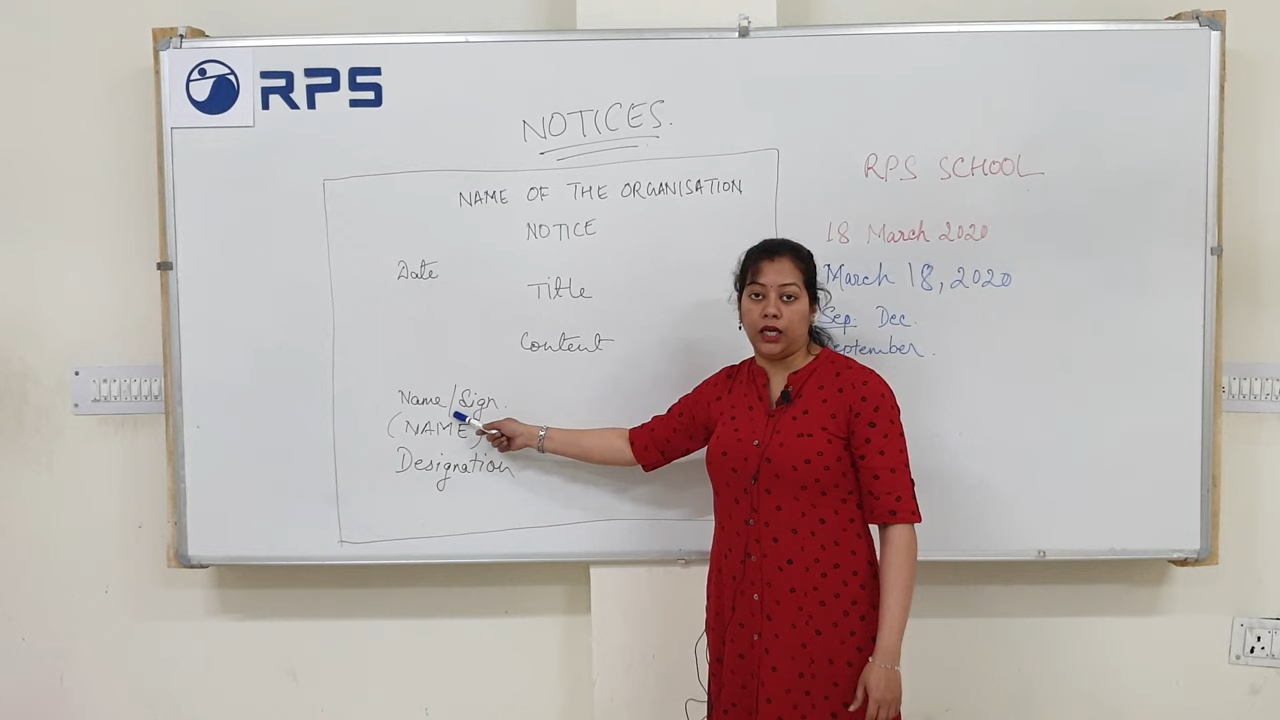 RPS
NOTICES.
NAME OF THE ORGANISATION
NOTICE
Date
Title
Content
Name/Sign.
(NAME)
Designation
RPS SCHOOL
18 March 2020
March 18, 2020
Sep. Dec.
September.